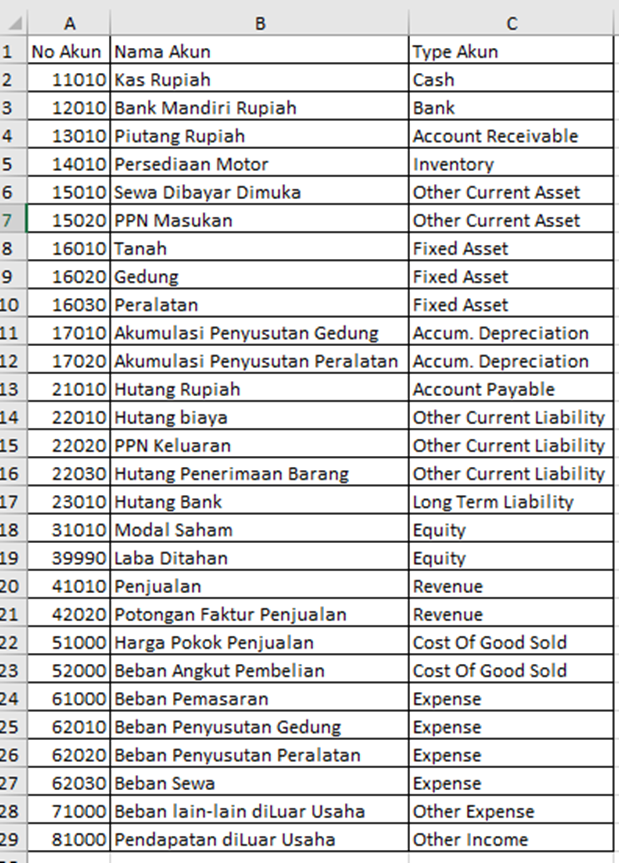 A B C
1 No Akun Nama Akun Type Akun
2 11010 Kas Rupiah Cash
3 12010 Bank Mandiri Rupiah Bank
4 13010 Piutang Rupiah Account Receivable
5 14010 Persediaan Motor Inventory
6 15010 Sewa Dibayar Dimuka Other Current Asset
7 15020 PPN Masukan Other Current Asset
8 16010 Tanah Fixed Asset
9 16020 Gedung Fixed Asset
10 16030 Peralatan Fixed Asset
11 17010 Akumulasi Penyusutan Gedung Accum. Depreciation
12 17020 Akumulasi Penyusutan Peralatan Accum. Depreciation
13 21010 Hutang Rupiah Account Payable
14 22010 Hutang biaya Other Current Liability
15 22020 PPN Keluaran Other Current Liability
16 22030 Hutang Penerimaan Barang Other Current Liability
17 23010 Hutang Bank Long Term Liability
18 31010 Modal Saham Equity
19 39990 Laba Ditahan Equity
20 41010 Penjualan Revenue
21 42020 Potongan Faktur Penjualan Revenue
22 51000 Harga Pokok Penjualan Cost Of Good Sold
23 52000 Beban Angkut Pembelian Cost Of Good Sold
24 61000 Beban Pemasaran Expense
25 62010 Beban Penyusutan Gedung Expense
26 62020 Beban Penyusutan Peralatan Expense
27 62030 Beban Sewa Expense
28 71000 Beban lain-lain diLuar Usaha Other Expense
29 81000 Pendapatan diLuar Usaha Other Income